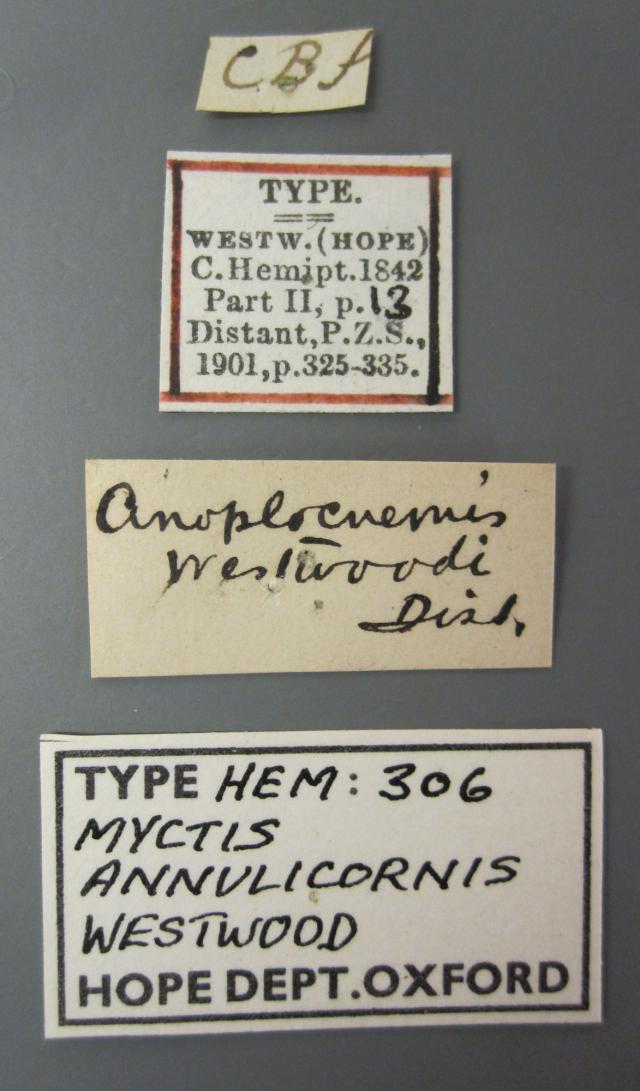 CBf
TYPE.
WESTW.(HOPE)
C.Hemipt.1842
Part II, p.13
Distant,P.Z.S.,
1901,p.325-335.
Anoplocnemis
Westwoodi
Dist.
TYPE HEM: 306
MYCTIS
ANNULICORNIS
WESTWOOD
HOPE DEPT.OXFORD